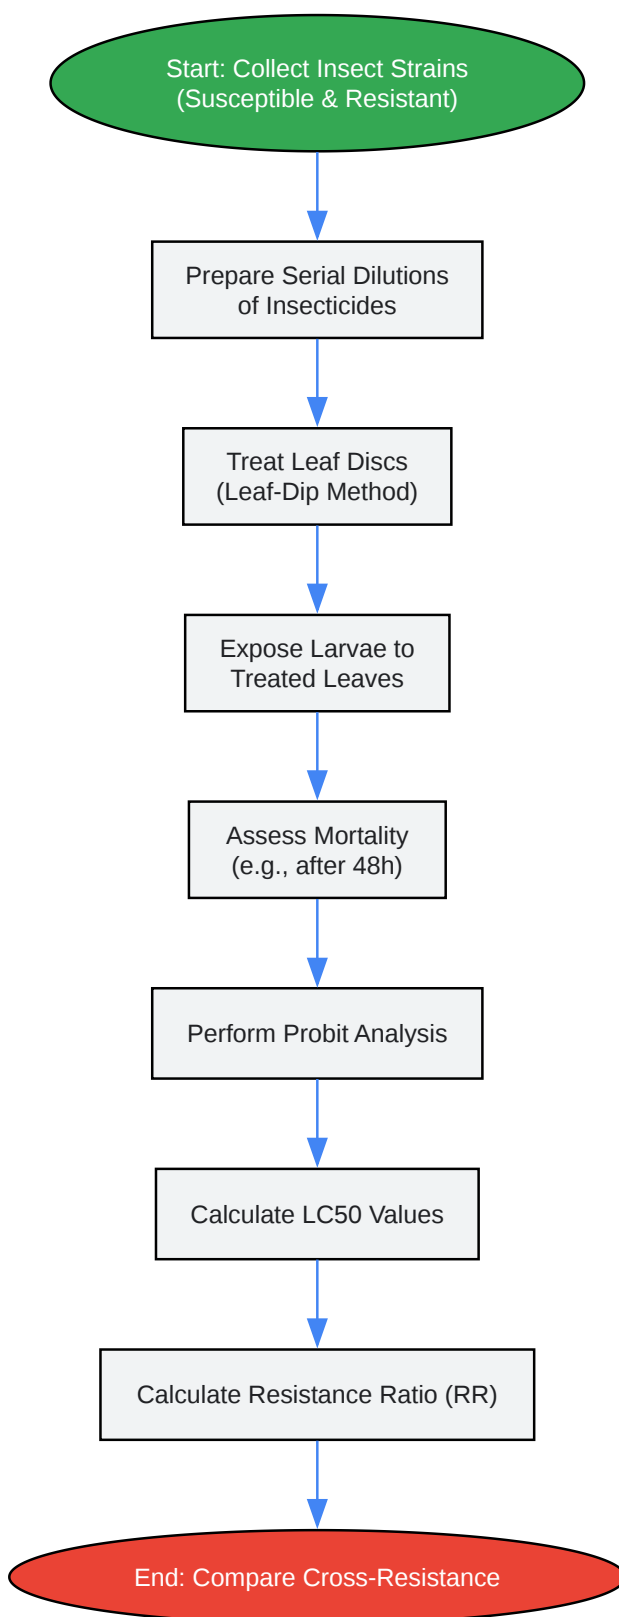 Start: Collect Insect Strains
(Susceptible & Resistant)
Prepare Serial Dilutions
of Insecticides
Treat Leaf Discs
(Leaf-Dip Method)
Expose Larvae to
Treated Leaves
Assess Mortality
(e.g., after 48h)
Perform Probit Analysis
Calculate LC50 Values
Calculate Resistance Ratio (RR)
End: Compare Cross-Resistance